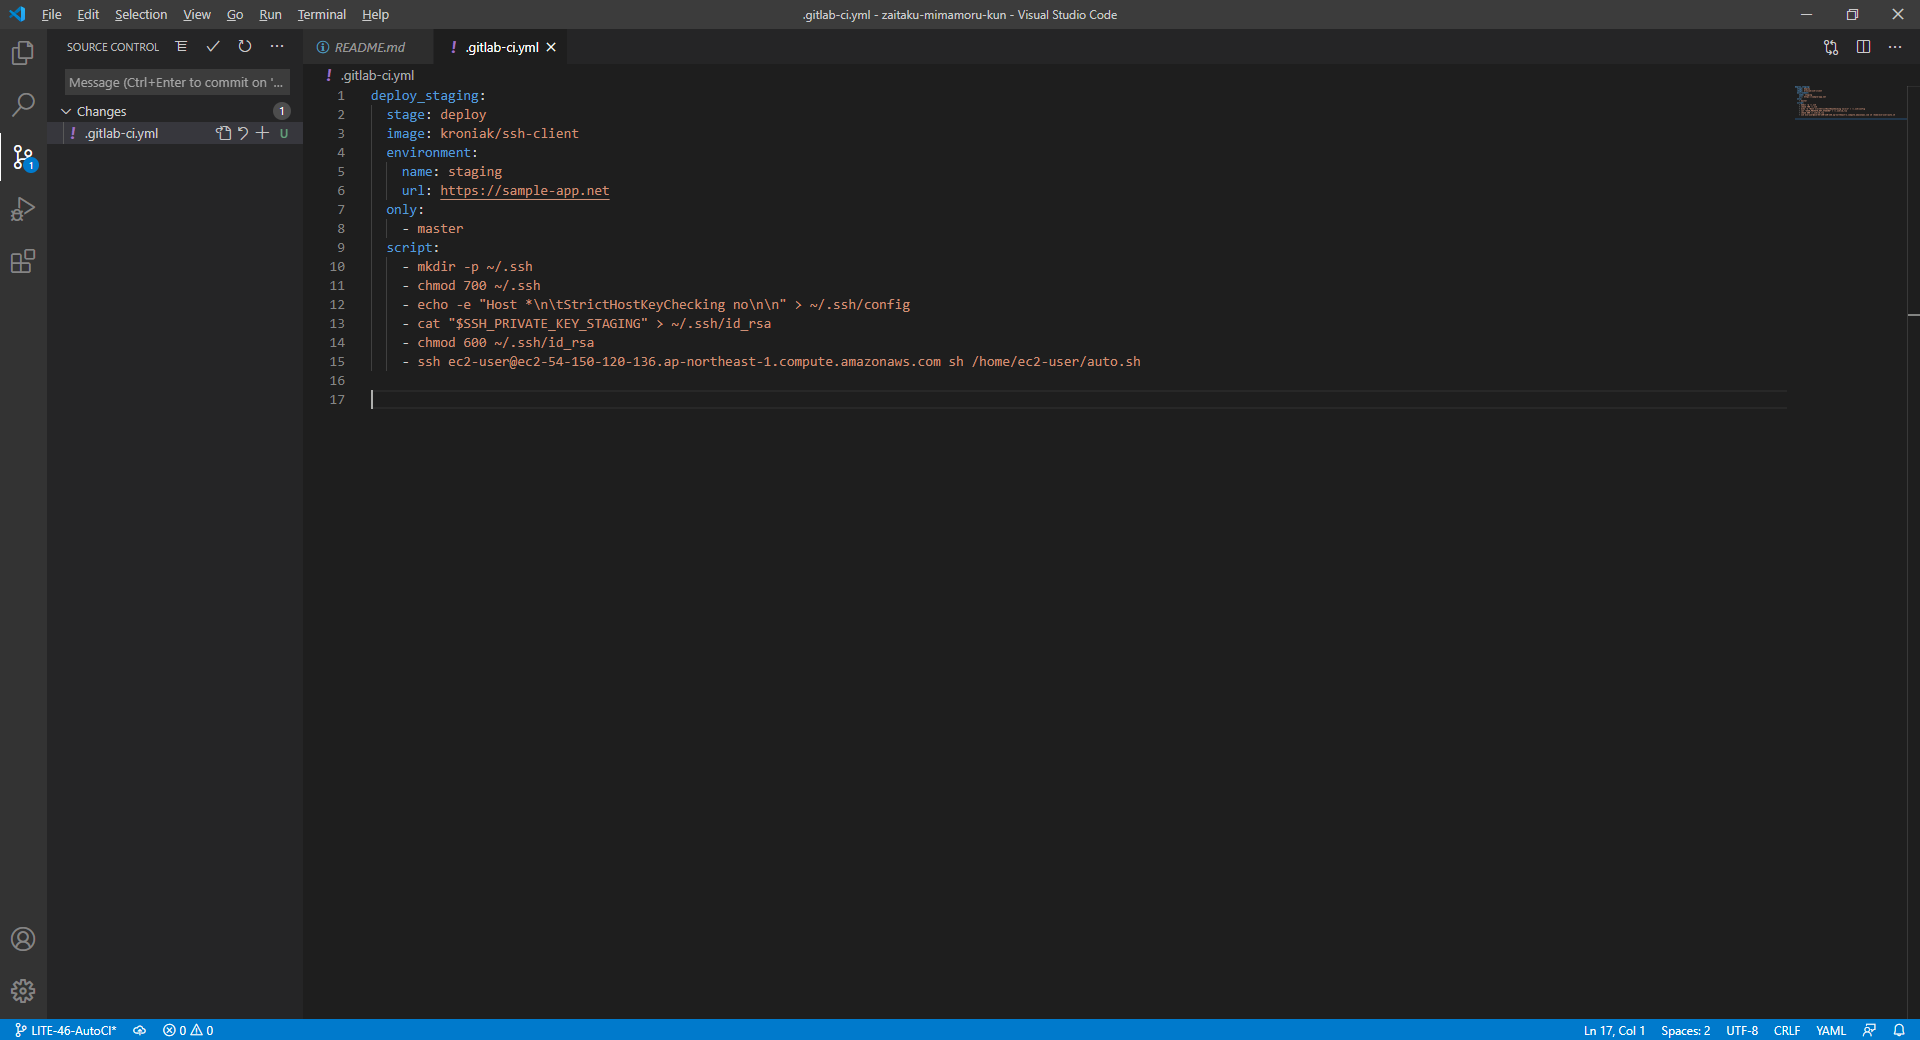 File Edit Selection View Go Run Terminal Help
.gitlab-ci.yml - zaitaku-mimamoru-kun - Visual Studio Code
SOURCE CONTROL
Message (Ctrl+Enter to commit on '...
Changes 1
! .gitlab-ci.yml U
1
README.md
! .gitlab-ci.yml
! .gitlab-ci.yml
1 deploy_staging:
2 stage: deploy
3 image: kroniak/ssh-client
4 environment:
5 name: staging
6 url: https://sample-app.net
7 only:
8 - master
9 script:
10 - mkdir -p ~/.ssh
11 - chmod 700 ~/.ssh
12 - echo -e "Host *\n\tStrictHostKeyChecking no\n\n" > ~/.ssh/config
13 - cat "$SSH_PRIVATE_KEY_STAGING" > ~/.ssh/id_rsa
14 - chmod 600 ~/.ssh/id_rsa
15 - ssh ec2-user@ec2-54-150-120-136.ap-northeast-1.compute.amazonaws.com sh /home/ec2-user/auto.sh
16
17
LITE-46-AutoCI* 0 0
Ln 17, Col 1 Spaces: 2 UTF-8 CRLF YAML